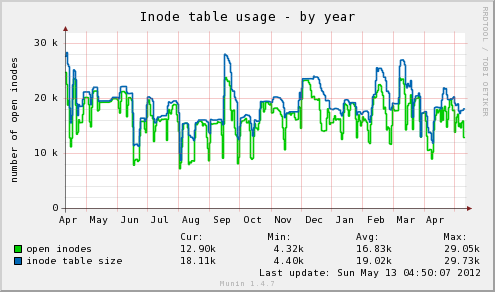 Inode table usage - by year
RRDTOOL / TOBI OETIKER
number of open inodes
30 k
20 k
10 k
0
Apr May Jun Jul Aug Sep Oct Nov Dec Jan Feb Mar Apr
Cur: Min: Avg: Max:
open inodes 12.90k 4.32k 16.83k 29.05k
inode table size 18.11k 4.40k 19.02k 29.73k
Last update: Sun May 13 04:50:07 2012
Munin 1.4.7